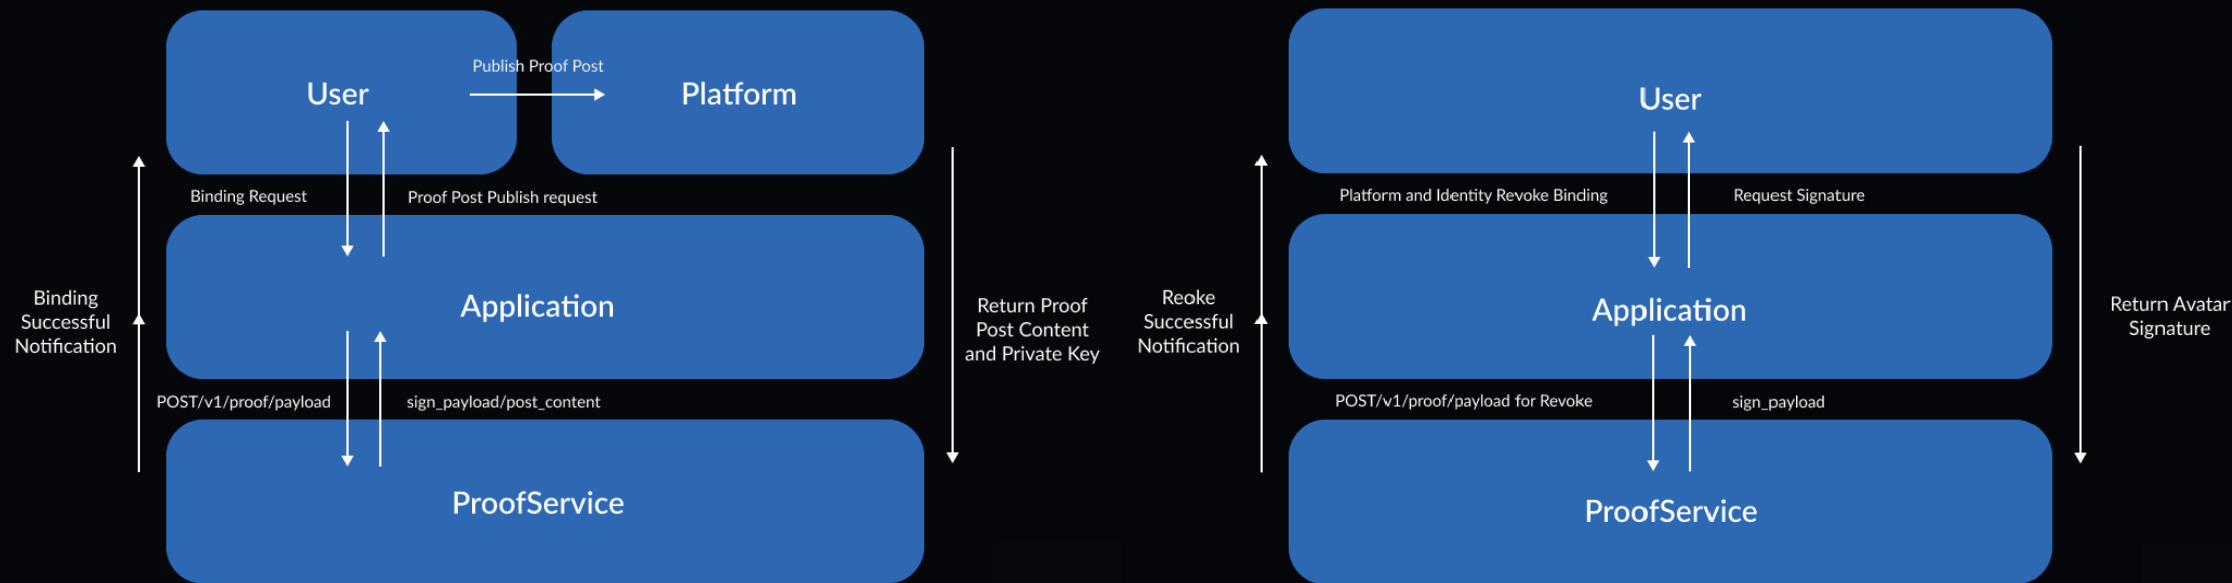 Publish Proof Post
User
Platform
Binding Request
Proof Post Publish request
Binding
Successful
Notification
Application
Return Proof
Post Content
and Private Key
POST/v1/proof/payload
sign_payload/post_content
ProofService
User
Platform and Identity Revoke Binding
Request Signature
Reoke
Successful
Notification
Application
Return Avatar
Signature
POST/v1/proof/payload for Revoke
sign_payload
ProofService